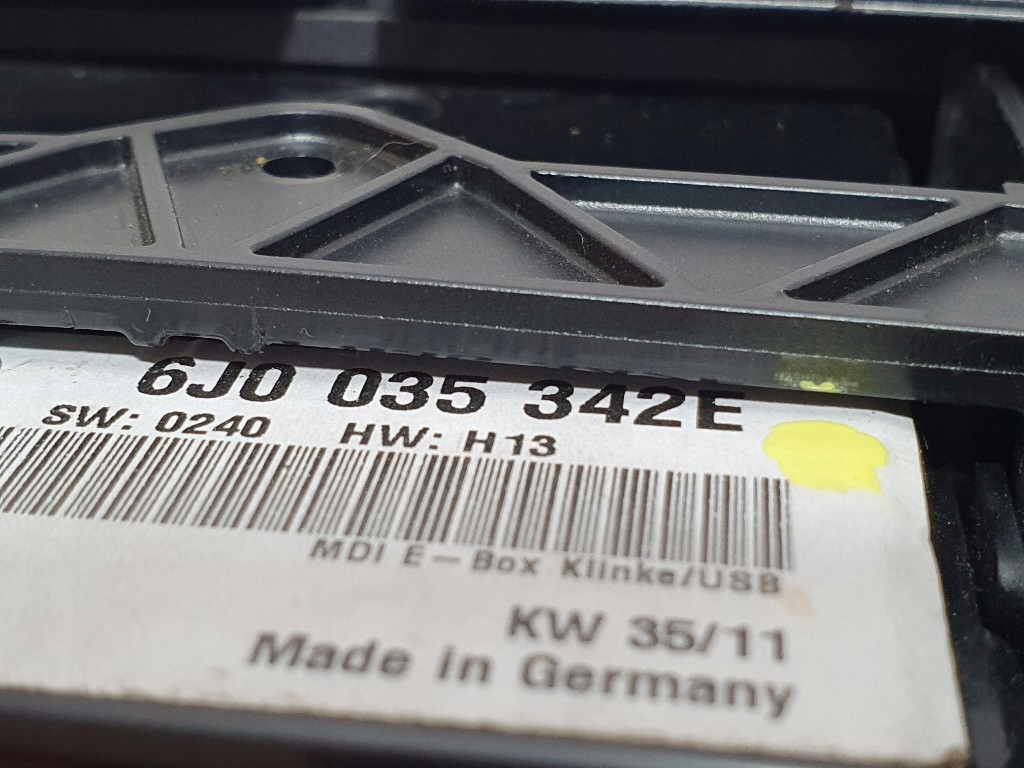 6J0 035 342E
SW: 0240 HW: H13
MDI E-Box Klinke/USB
KW 35/11
Made in Germany